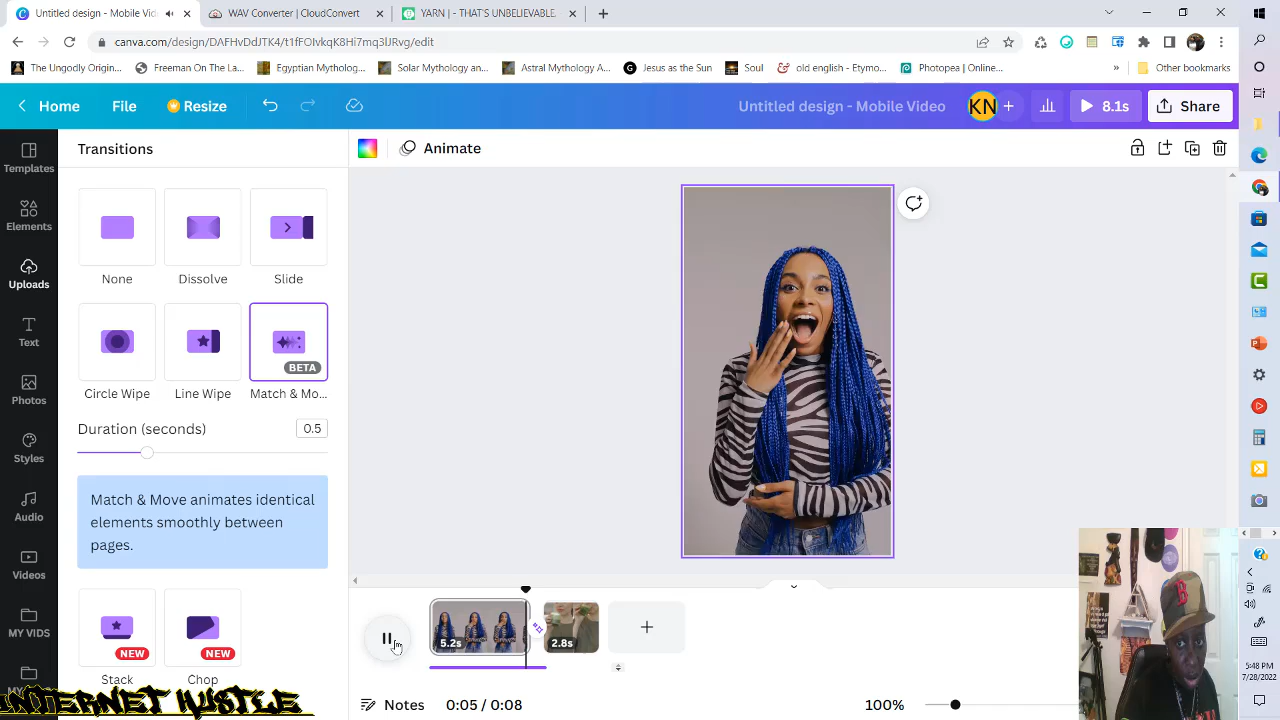 Untitled design - Mobile Vid
WAV Converter | CloudConvert
YARN | - THAT'S UNBELIEVABLE.
canva.com/design/DAFHvDdJTK4/t1fFOIvkqK8Hi7mq3IJRvg/edit
The Ungodly Origin...
Freeman On The La...
Egyptian Mytholog...
Solar Mythology an...
Astral Mythology A...
Jesus as the Sun
Soul
old english - Etymo...
Photopea | Online...
»
Other bookmarks
Home
File
Resize
Untitled design - Mobile Video
KN
8.1s
Share
Templates
Elements
Uploads
Text
Photos
Styles
Audio
Videos
MY VIDS
Transitions
Animate
None
Dissolve
Slide
Circle Wipe
Line Wipe
BETA
Match & Mo...
Duration (seconds)
0.5
Match & Move animates identical
elements smoothly between
pages.
NEW
NEW
Stack
Chop
INTERNET HUSTLE
5.2s
2.8s
Notes
0:05 / 0:08
100%
5:48 PM
7/28/2022